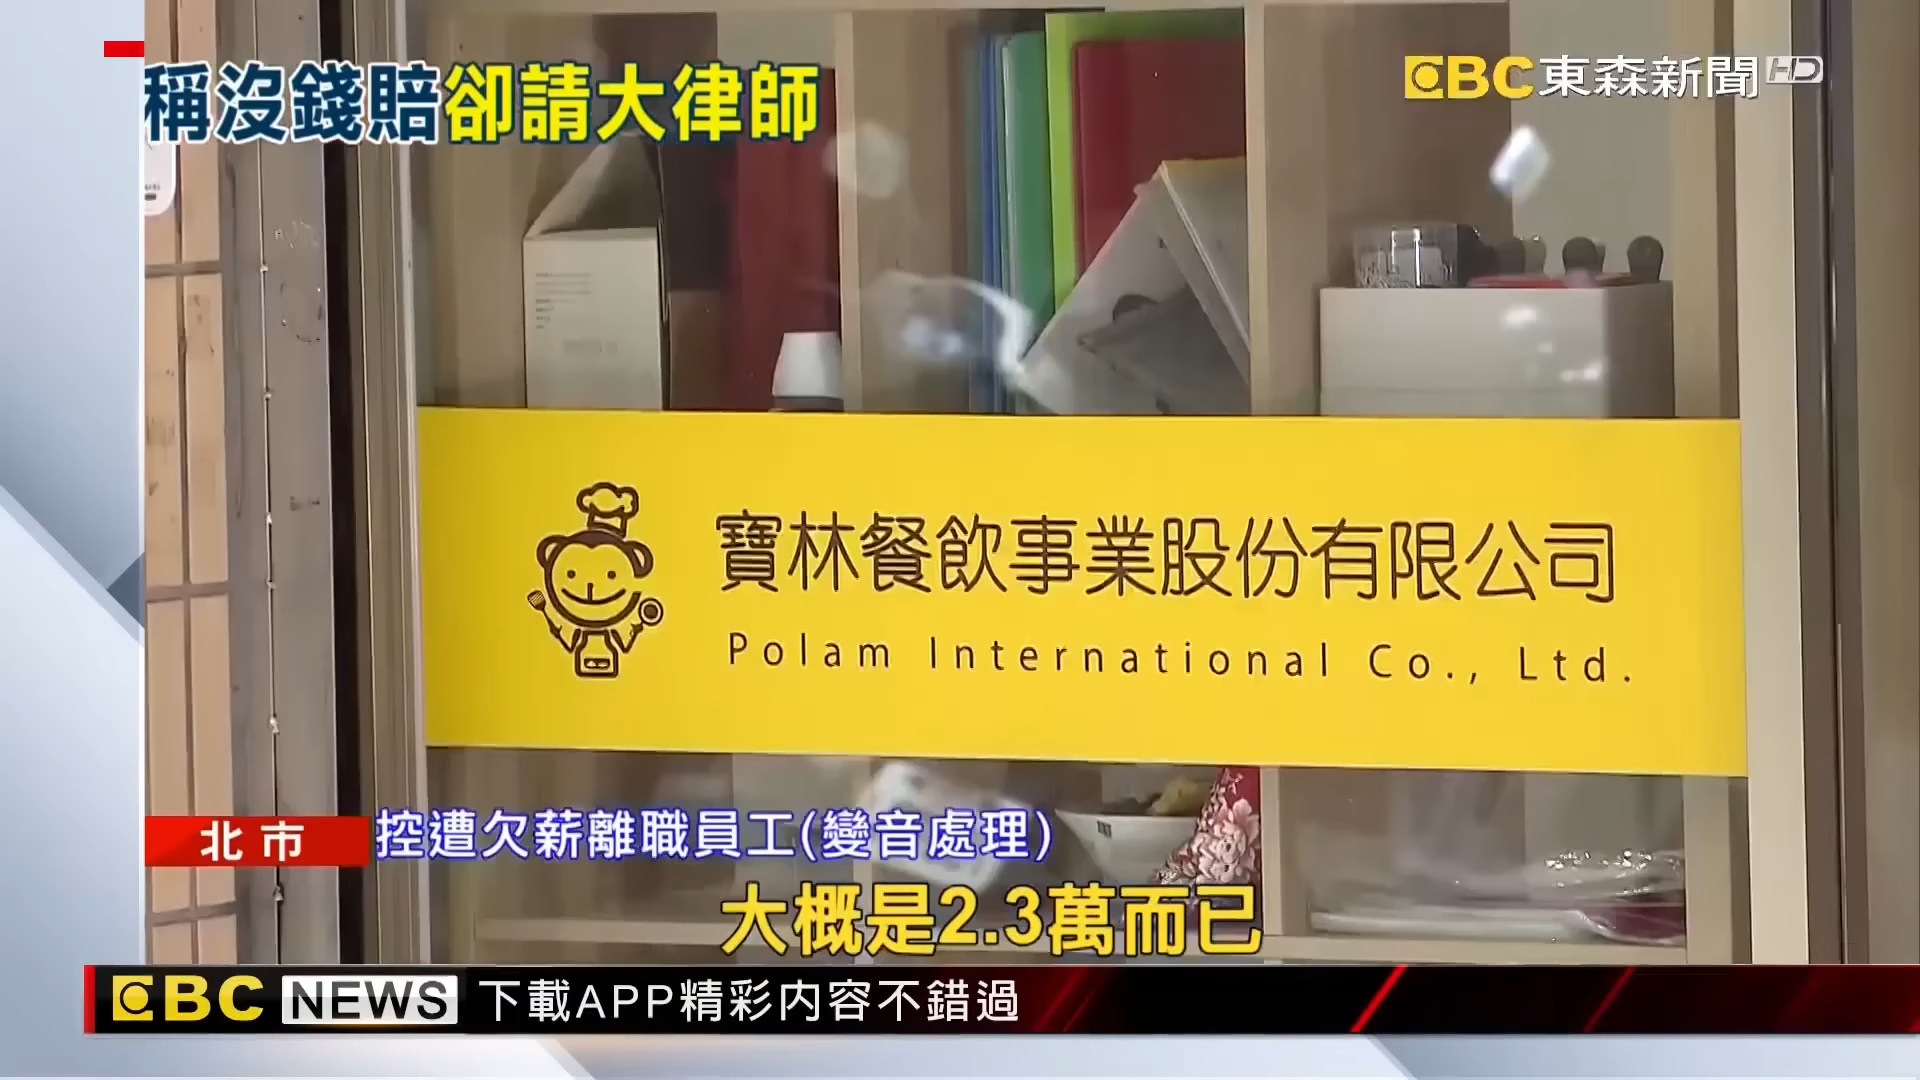 稱沒錢賠卻請大律師
EBC東森新聞HD
寶林餐飲事業股份有限公司
Polam International Co., Ltd.
北市
控遭欠薪離職員工(變音處理)
大概是2.3萬而已
EBC NEWS 下載APP精彩內容不錯過